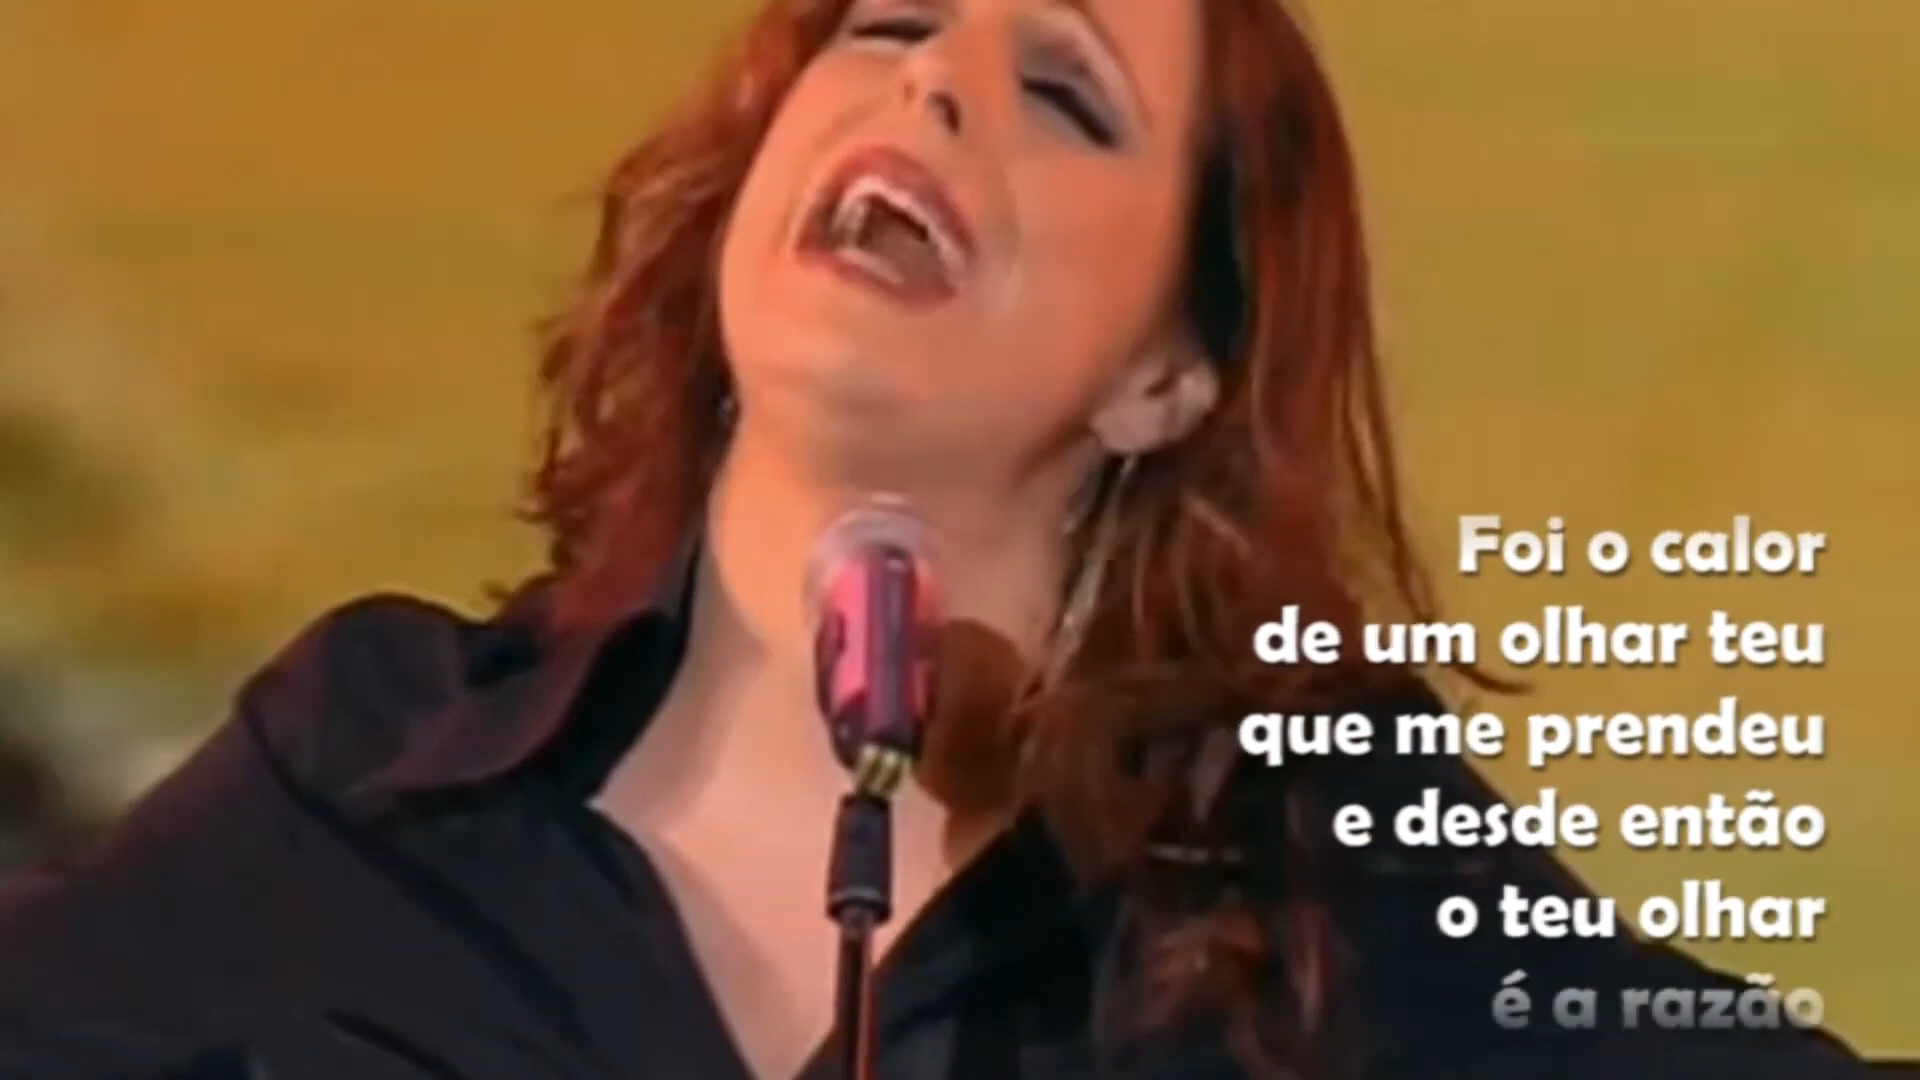 Foi o calor
de um olhar teu
que me prendeu
e desde então
o teu olhar
é a razão